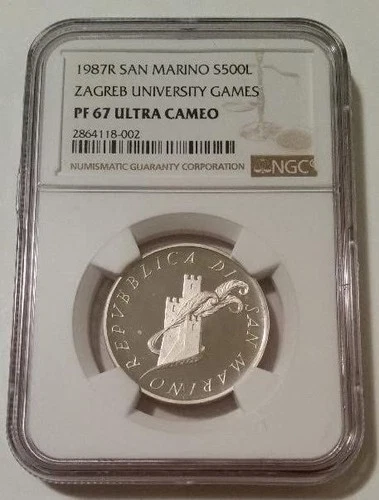 1987R SAN MARINO S500L
ZAGREB UNIVERSITY GAMES
PF 67 ULTRA CAMEO
2864118-002
NUMISMATIC GUARANTY CORPORATION
NGC
REPVBBLICA DI SAN MARINO